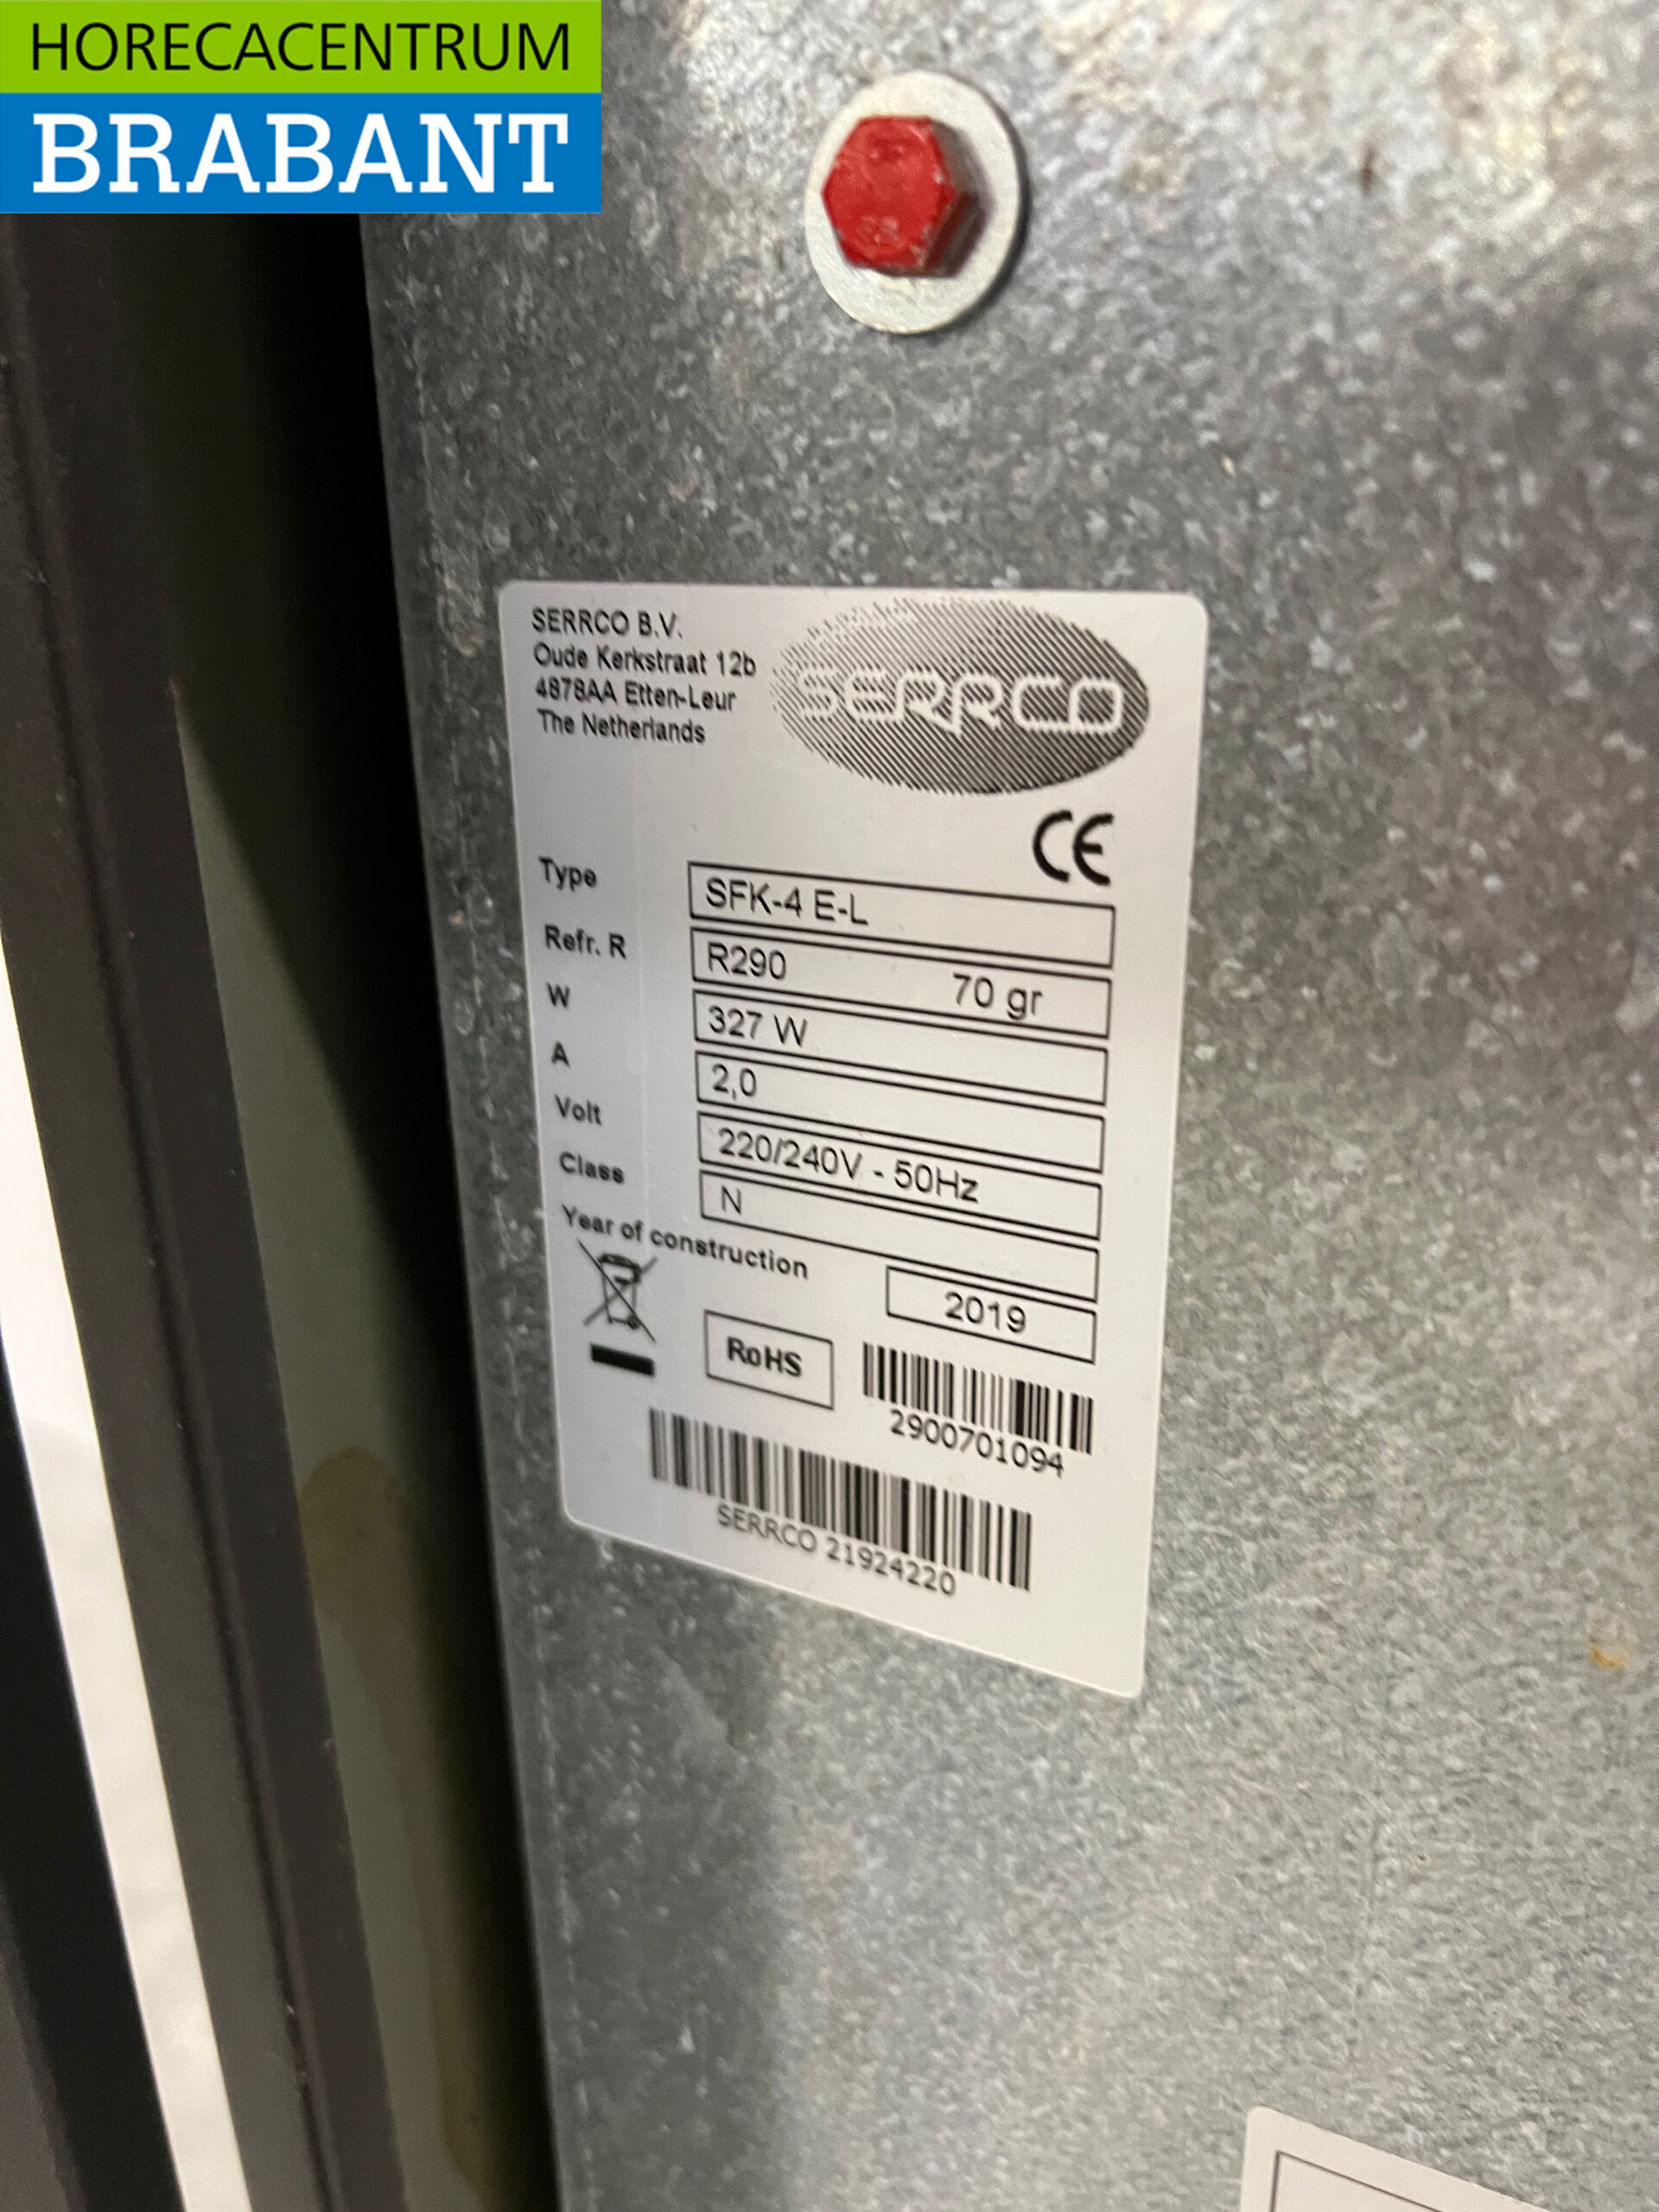 HORECACENTRUM
BRABANT
SERRCO B.V.
Oude Kerkstraat 12b
4878AA Etten-Leur
The Netherlands
SERRCO
CE
Type SFK-4 E-L
Refr. R R290 70 gr
W 327 W
A 2,0
Volt 220/240V - 50Hz
Class N
Year of construction 2019
RoHS
2900701094
SERRCO 21924220